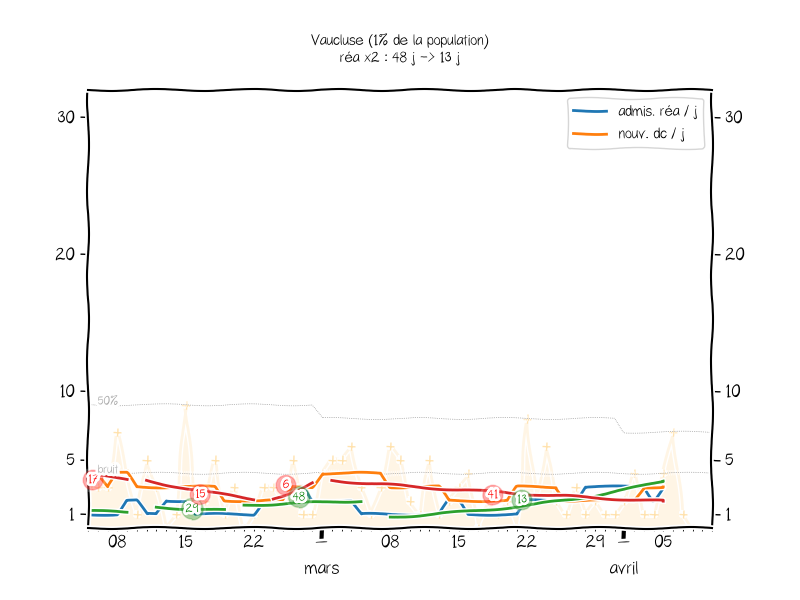 Vaucluse (1% de la population)
réa x2 : 48 j -> 13 j
admis. réa / j
nouv. dc / j
30 30
20 20
10 10
50%
5 5
bruit
17 15 6 41
29 48 13
1 1
08 15 22 1 08 15 22 29 1 05
mars avril